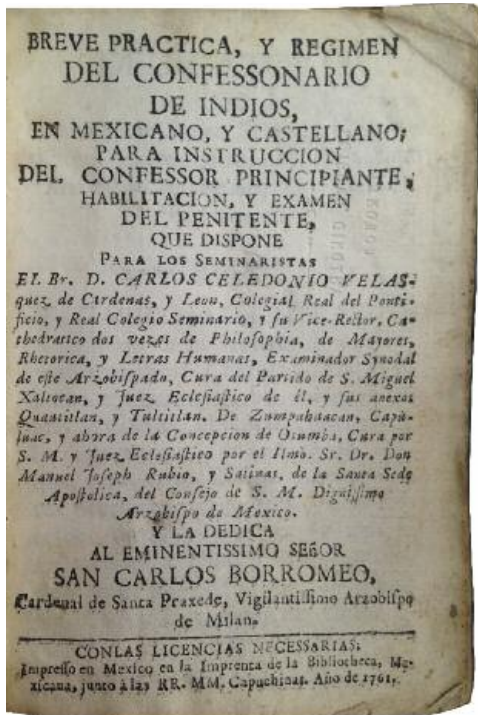 BREVE PRACTICA, Y REGIMEN
DEL CONFESSONARIO
DE INDIOS,
EN MEXICANO, Y CASTELLANO;
PARA INSTRUCCION
DEL CONFESSOR PRINCIPIANTE,
HABILITACION, Y EXAMEN
DEL PENITENTE,
QUE DISPONE
PARA LOS SEMINARISTAS
EL Br. D. CARLOS CELEDONIO VELAS-
quez de Cardenas, y Leon, Colegial Real del Ponti-
ficio, y Real Colegio Seminario, y su Vice-Rector, Ca-
thedratico dos vezes de Philosophia, de Mayores,
Rhetorica, y Letras Humanas, Examinador Synodal
de este Arzobispado, Cura del Partido de S. Miguel
Xaltocan, y Juez Eclesiastico de él, y sus anexos
Quautitlan, y Tultitlan. De Zumpahuacan, Capu-
luac, y ahora de la Concepcion de Otumba, Cura por
S. M. y Juez Eclesiastico por el Ilmo. Sr. Dr. Don
Manuel Joseph Rubio, y Salinas, de la Santa Sede
Apostolica, del Consejo de S. M. Dignissimo
Arzobispo de Mexico.
Y LA DEDICA
AL EMINENTISSIMO SEÑOR
SAN CARLOS BORROMEO,
Cardenal de Santa Praxede, Vigilantissimo Arzobispo
de Milan.
CON LAS LICENCIAS NECESSARIAS:
Impresso en Mexico en la Imprenta de la Bibliotheca, Me-
xicana, junto à las RR. MM. Capuchinas. Año de 1761.